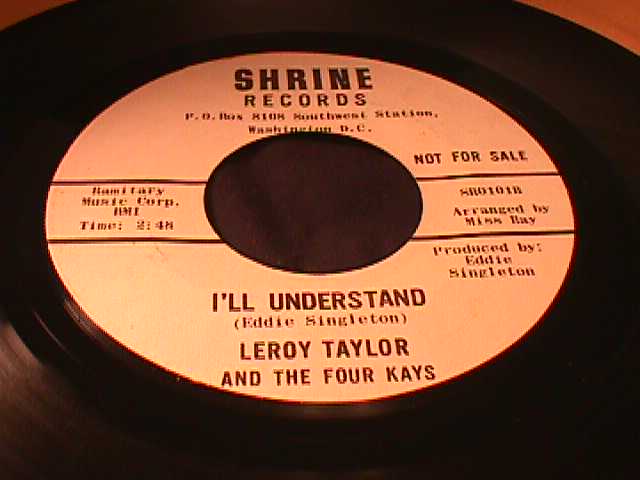 SHRINE
RECORDS
P.O.Box 8108 Southwest Station,
Washington D.C.
NOT FOR SALE
Ramitary
Music Corp.
BMI
Time: 2:48
SR0101B
Arranged by
Miss Ray
Produced by:
Eddie
Singleton
I'LL UNDERSTAND
(Eddie Singleton)
LEROY TAYLOR
AND THE FOUR KAYS